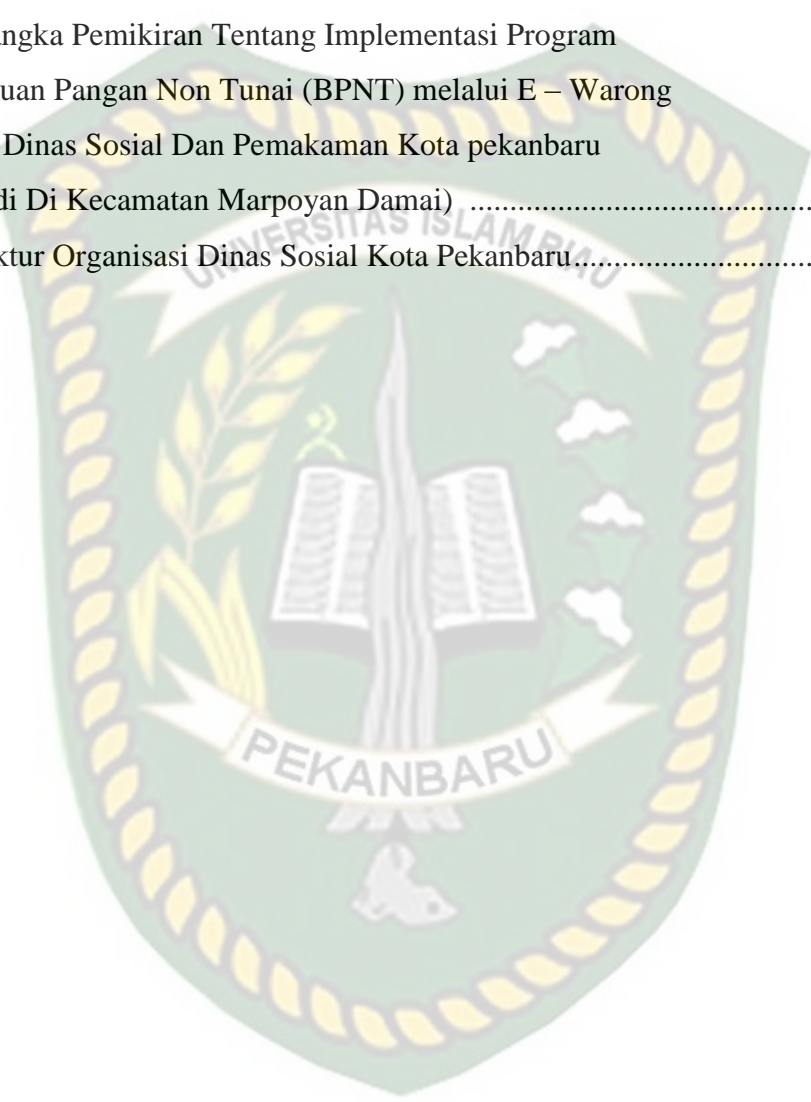 angka Pemikiran Tentang Implementasi Program
uan Pangan Non Tunai (BPNT) melalui E – Warong
Dinas Sosial Dan Pemakaman Kota pekanbaru
di Di Kecamatan Marpoyan Damai) ......................................
ktur Organisasi Dinas Sosial Kota Pekanbaru...........................
UNIVERSITAS ISLAM RIAU
PEKANBARU